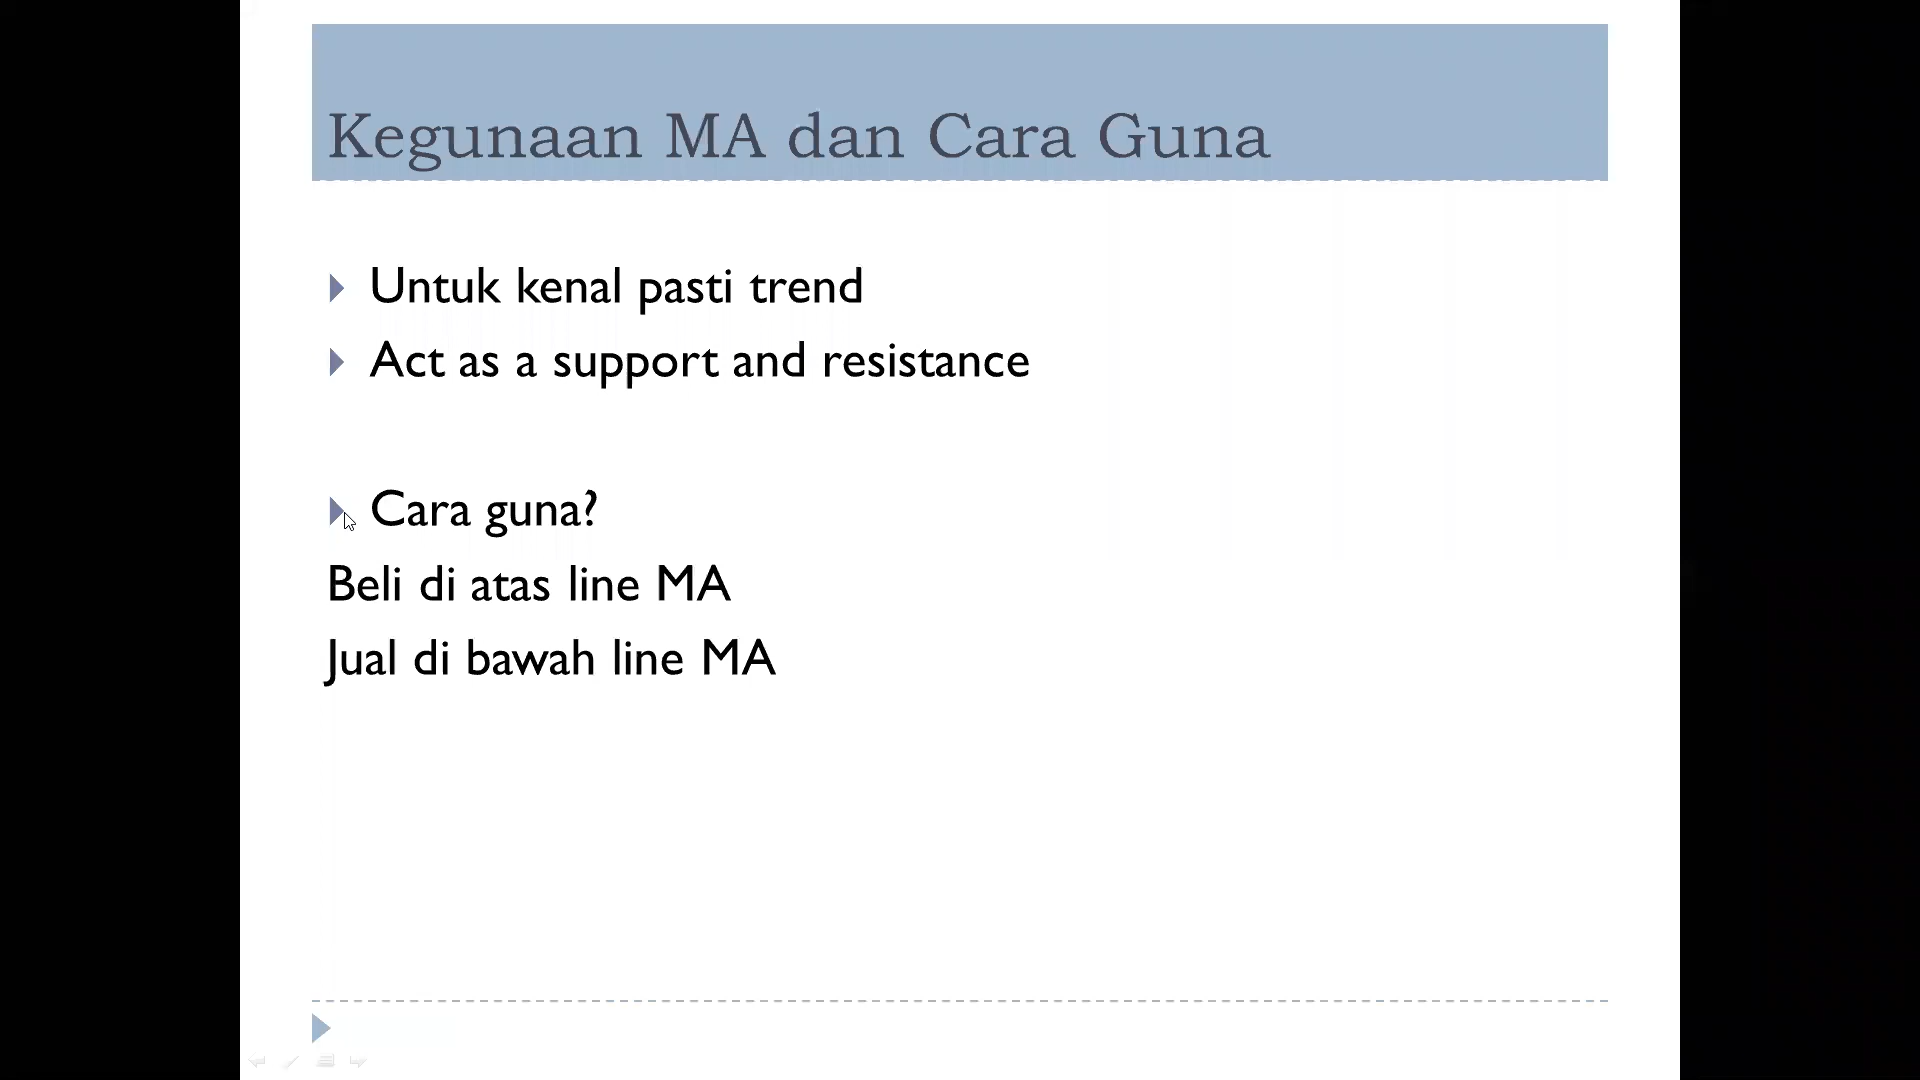 Kegunaan MA dan Cara Guna
Untuk kenal pasti trend
Act as a support and resistance
Cara guna?
Beli di atas line MA
Jual di bawah line MA